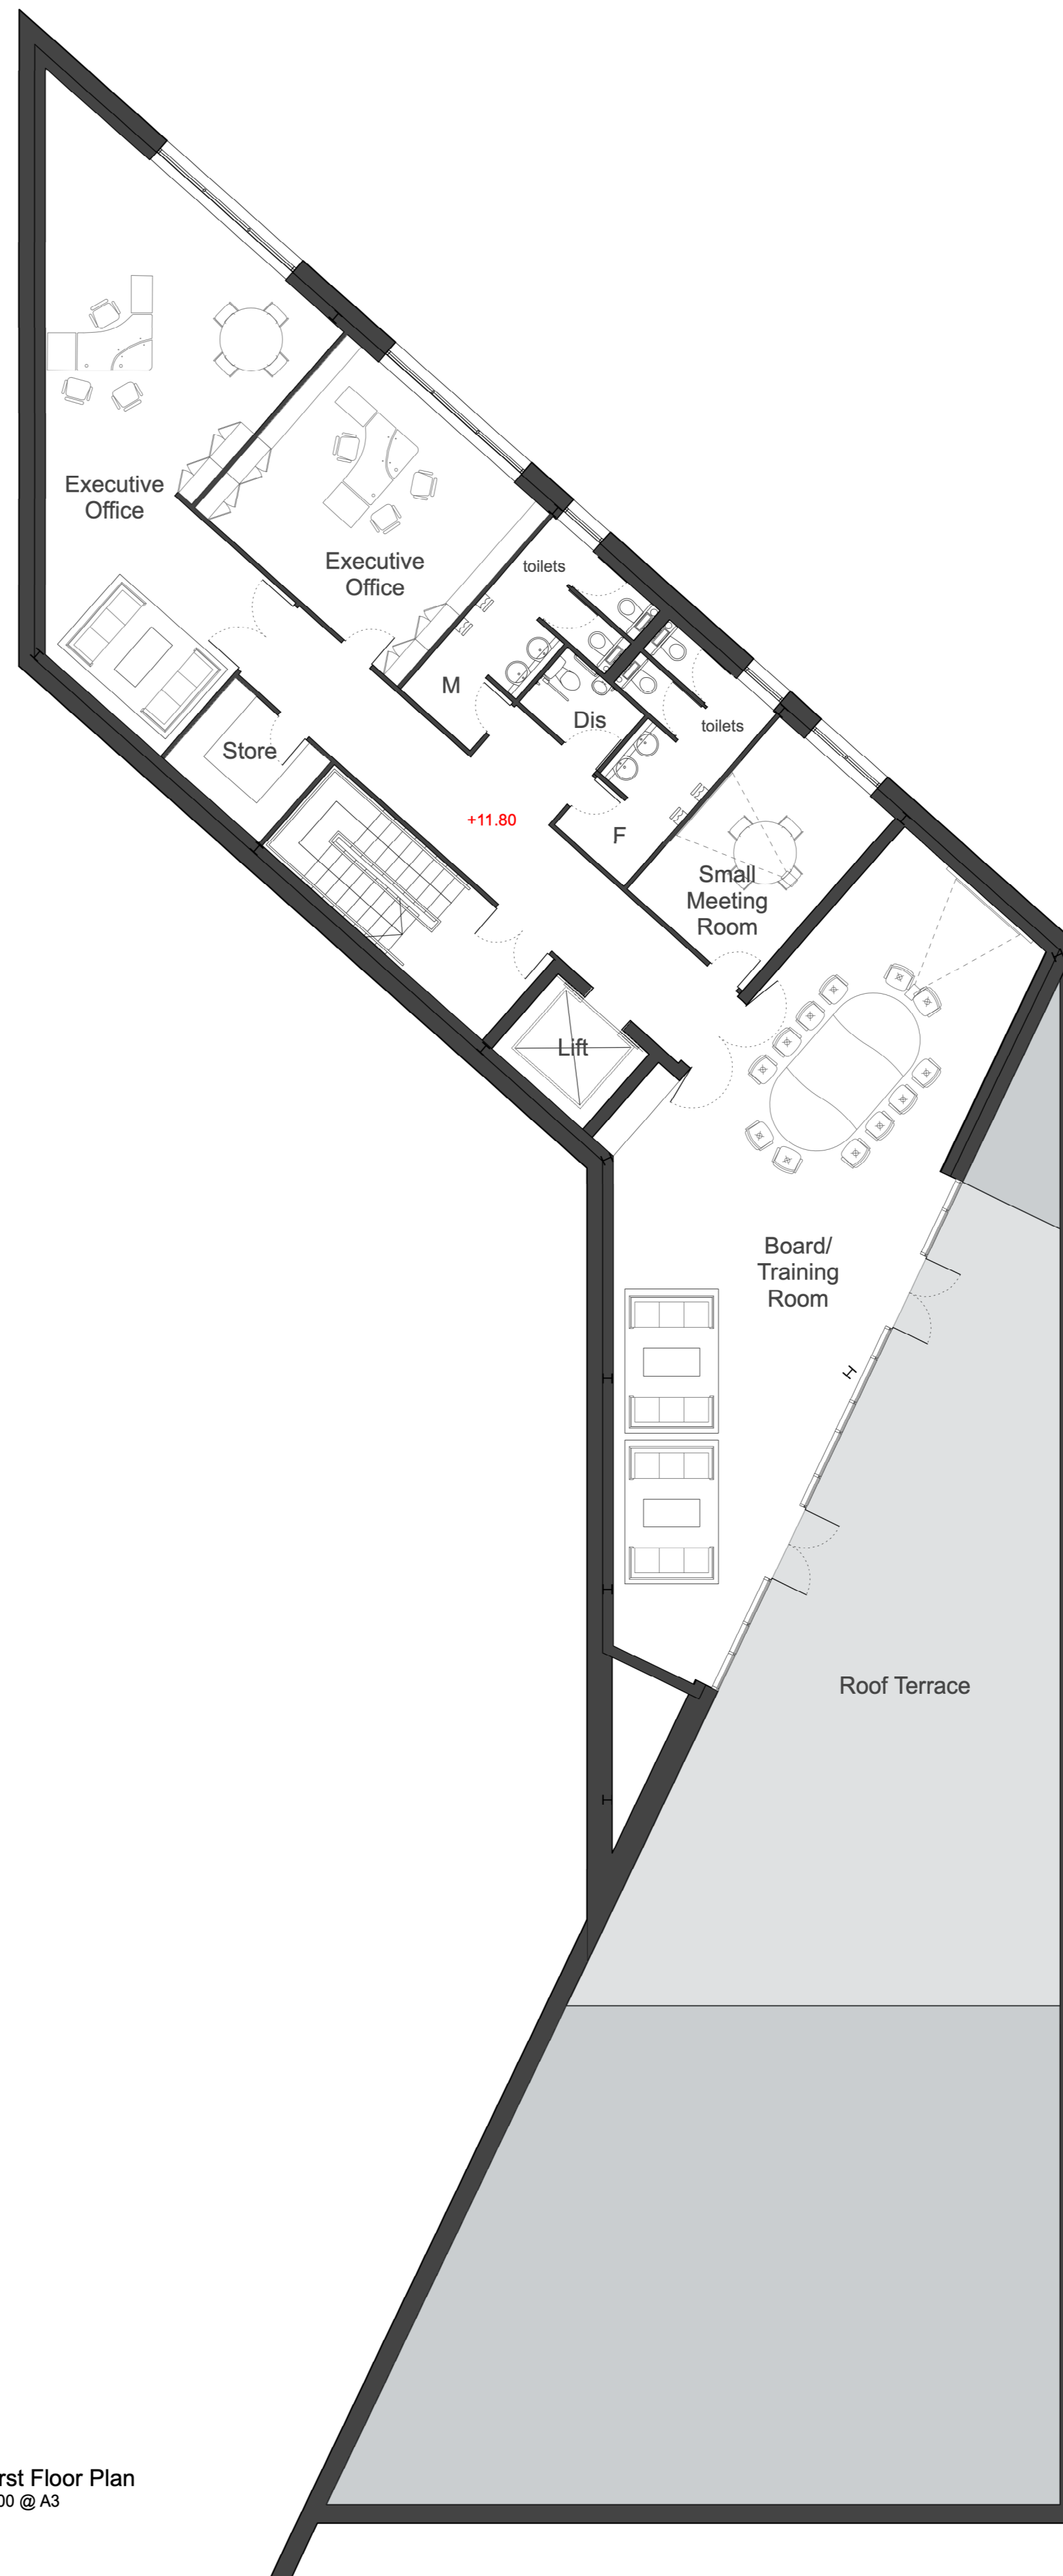 Executive
Office
Executive
Office
toilets
M
Dis
toilets
Store
+11.80
F
Small
Meeting
Room
Lift
Board/
Training
Room
Roof Terrace
rst Floor Plan
00 @ A3